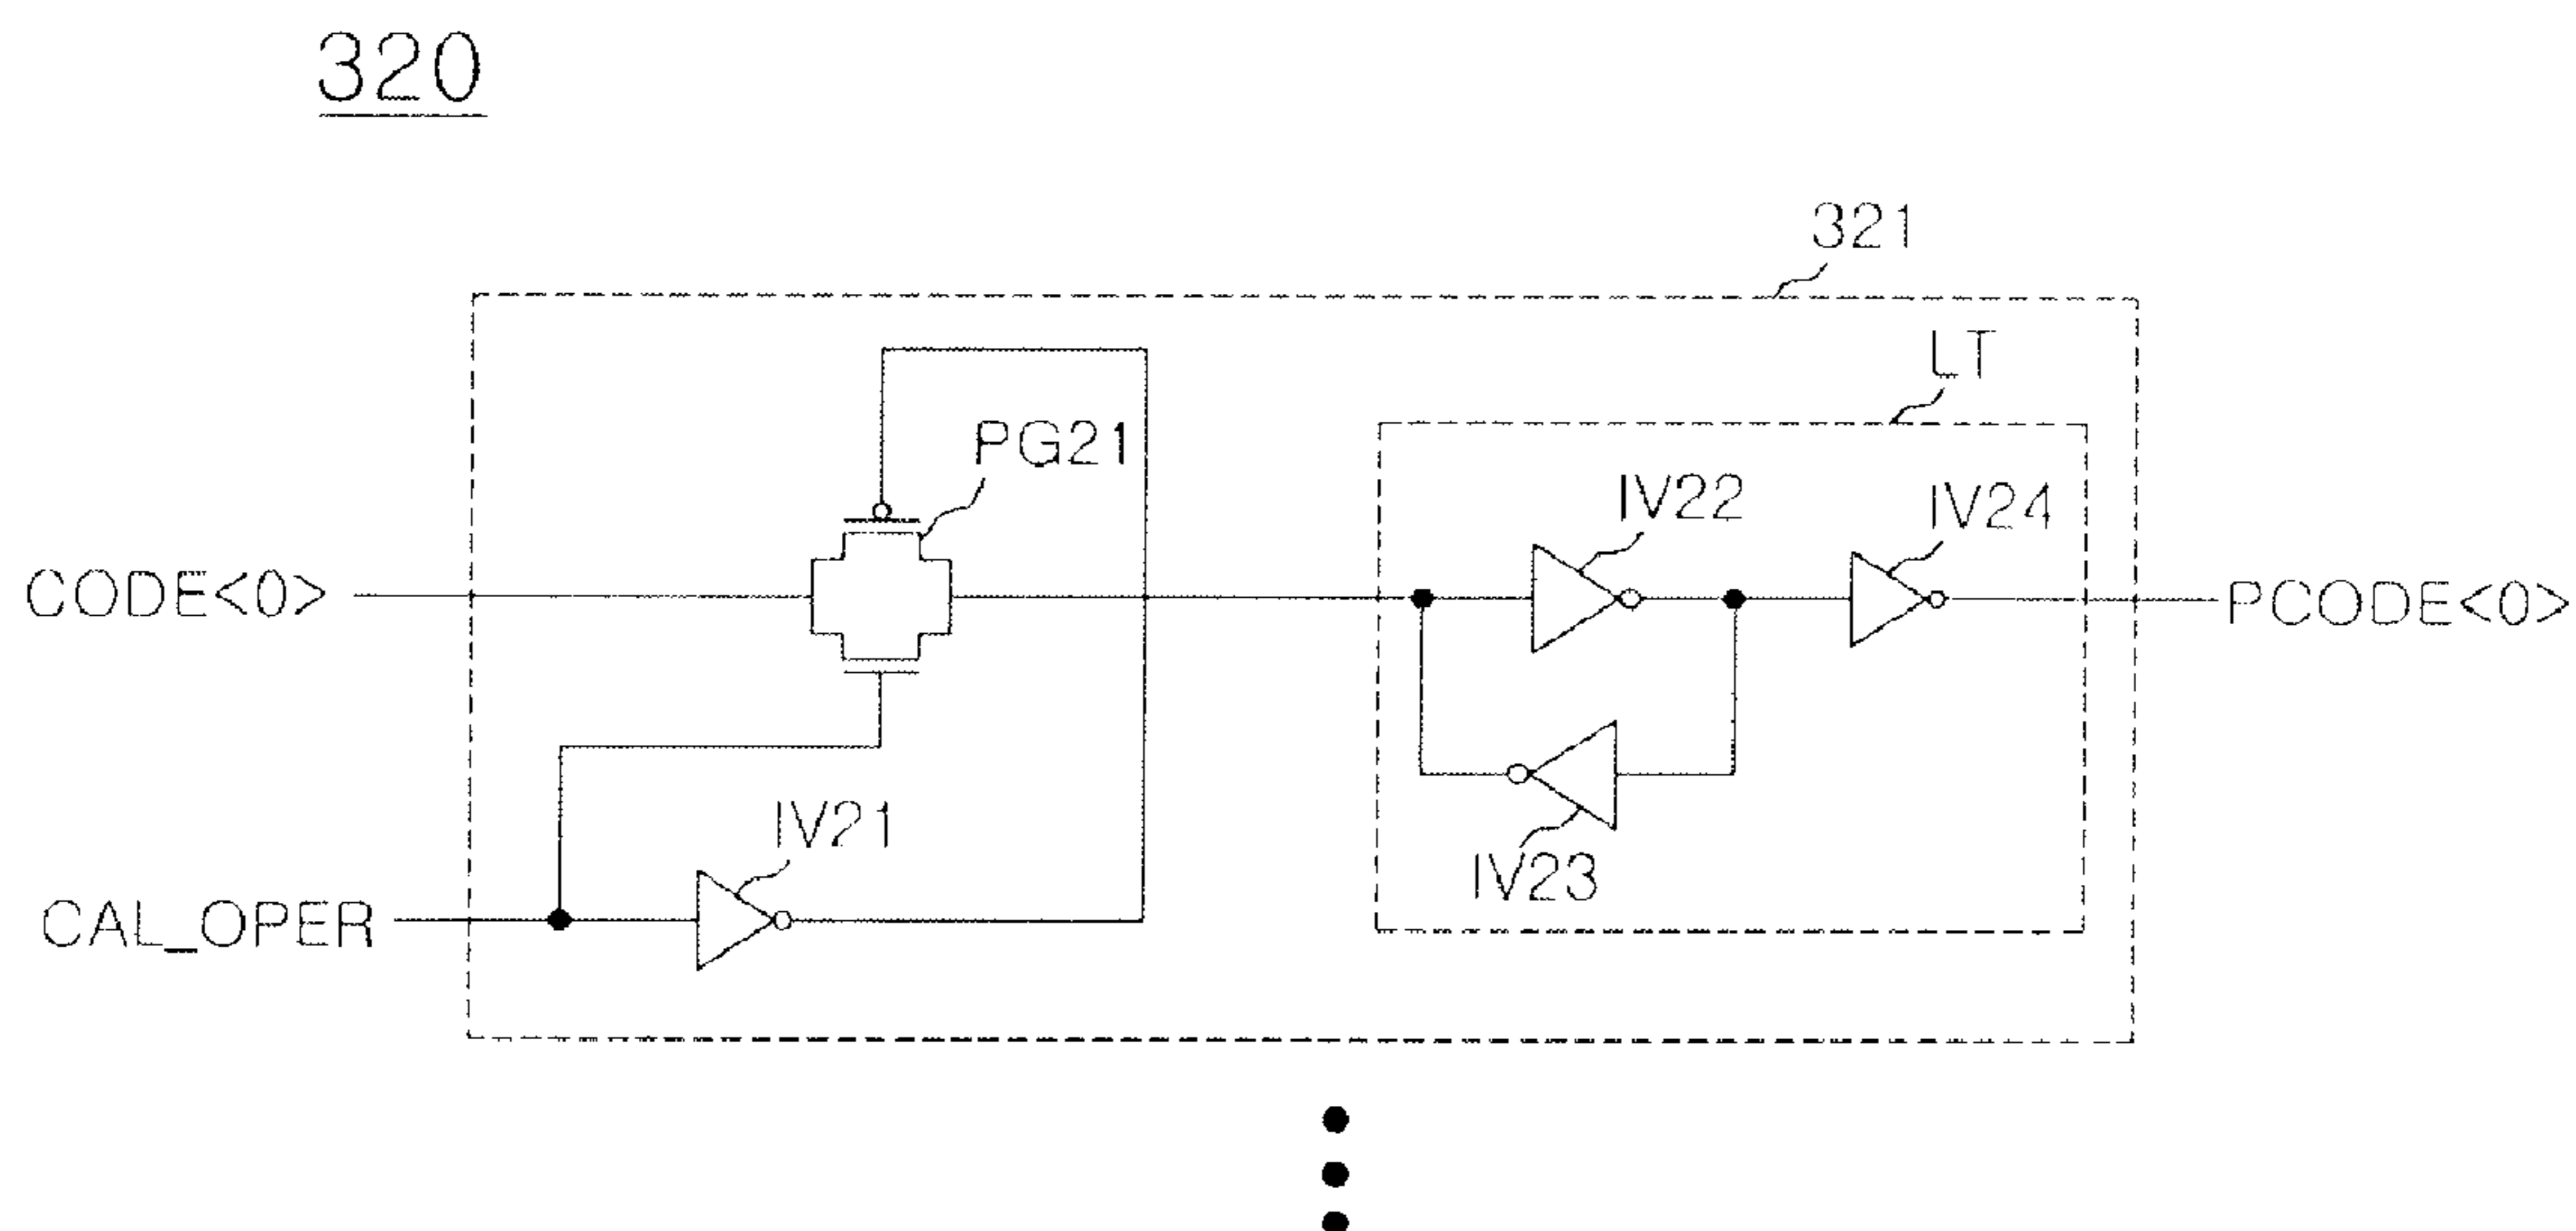 320
321
LT
PG21
IV22
IV24
CODE<0>
PCODE<0>
IV21
IV23
CAL_OPER